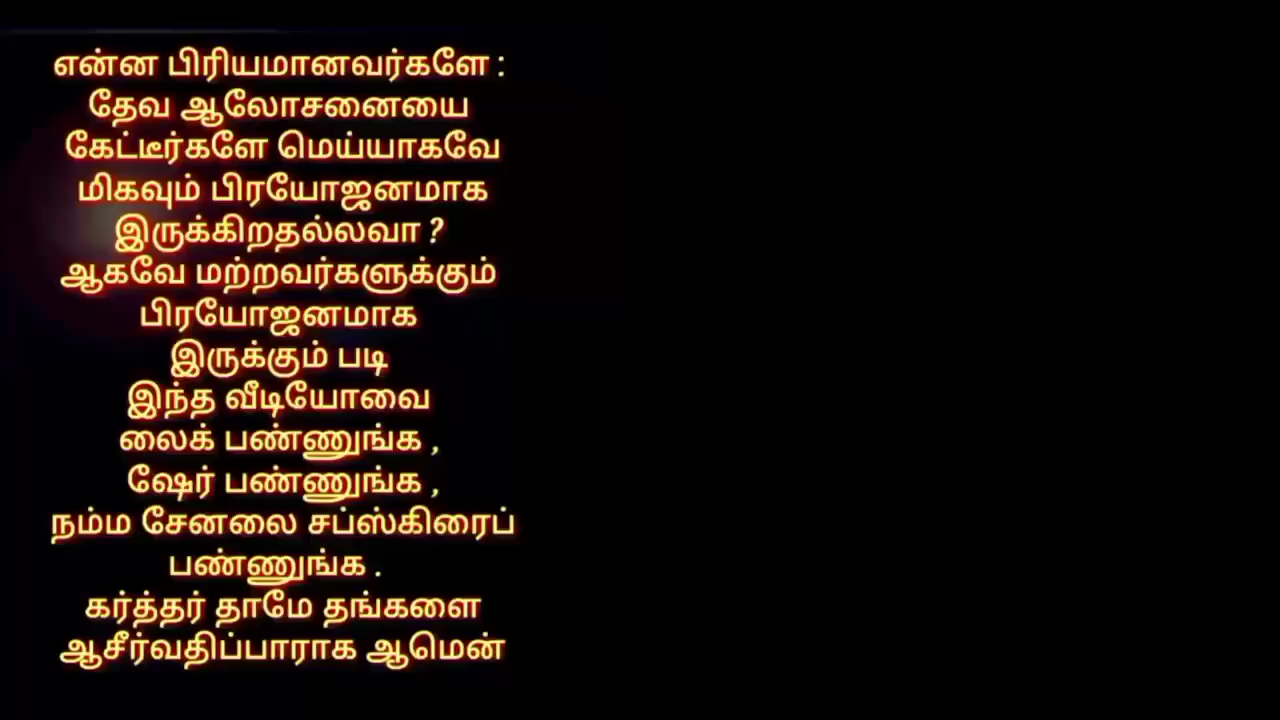 என்ன பிரியமானவர்களே :
தேவ ஆலோசனையை
கேட்டீர்களே மெய்யாகவே
மிகவும் பிரயோஜனமாக
இருக்கிறதல்லவா ?
ஆகவே மற்றவர்களுக்கும்
பிரயோஜனமாக
இருக்கும் படி
இந்த வீடியோவை
லைக் பண்ணுங்க ,
ஷேர் பண்ணுங்க ,
நம்ம சேனலை சப்ஸ்கிரைப்
பண்ணுங்க .
கர்த்தர் தாமே தங்களை
ஆசீர்வதிப்பாராக ஆமென்